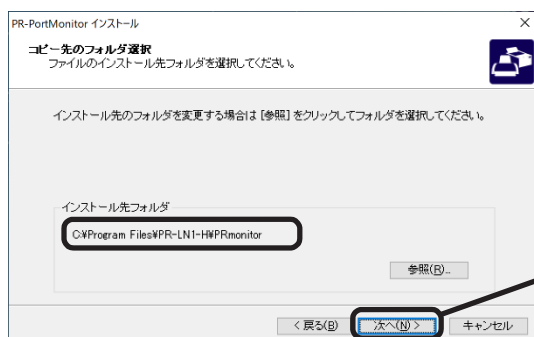 PR-PortMonitor インストール
コピー先のフォルダ選択
ファイルのインストール先フォルダを選択してください。
インストール先のフォルダを変更する場合は [参照] をクリックしてフォルダを選択してください。
インストール先フォルダ
C:¥Program Files¥PR-LN1-H¥PRmonitor
参照(R)...
< 戻る(B)
次へ(N) >
キャンセル